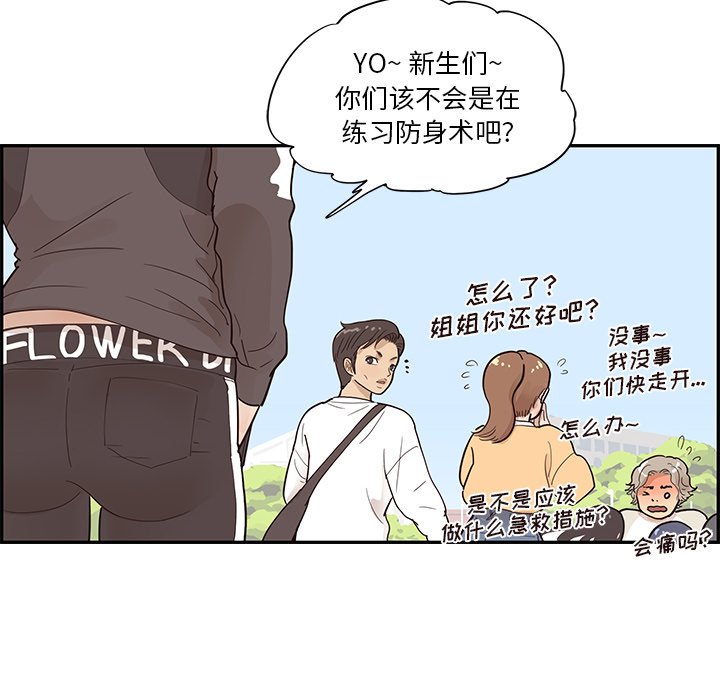 YO~ 新生们~
你们该不会是在
练习防身术吧?
怎么了?
姐姐你还好吧?
没事~
我没事
你们快走开...
怎么办~
FLOWER
是不是应该
做什么急救措施?
会痛吗?